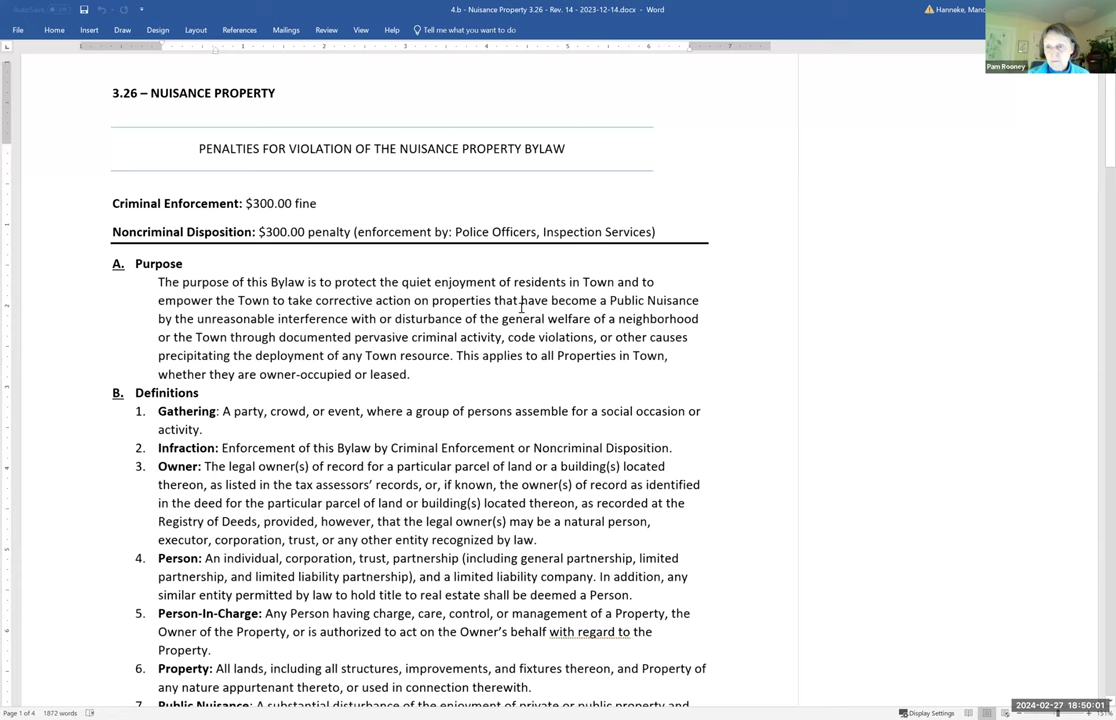 AutoSave
4.b - Nuisance Property 3.26 - Rev. 14 - 2023-12-14.docx - Word
Hanneke, Manc
File Home Insert Draw Design Layout References Mailings Review View Help Tell me what you want to do
Pam Rooney
3.26 – NUISANCE PROPERTY
PENALTIES FOR VIOLATION OF THE NUISANCE PROPERTY BYLAW
Criminal Enforcement: $300.00 fine
Noncriminal Disposition: $300.00 penalty (enforcement by: Police Officers, Inspection Services)
A. Purpose
The purpose of this Bylaw is to protect the quiet enjoyment of residents in Town and to
empower the Town to take corrective action on properties that have become a Public Nuisance
by the unreasonable interference with or disturbance of the general welfare of a neighborhood
or the Town through documented pervasive criminal activity, code violations, or other causes
precipitating the deployment of any Town resource. This applies to all Properties in Town,
whether they are owner-occupied or leased.
B. Definitions
1. Gathering: A party, crowd, or event, where a group of persons assemble for a social occasion or
activity.
2. Infraction: Enforcement of this Bylaw by Criminal Enforcement or Noncriminal Disposition.
3. Owner: The legal owner(s) of record for a particular parcel of land or a building(s) located
thereon, as listed in the tax assessors’ records, or, if known, the owner(s) of record as identified
in the deed for the particular parcel of land or building(s) located thereon, as recorded at the
Registry of Deeds, provided, however, that the legal owner(s) may be a natural person,
executor, corporation, trust, or any other entity recognized by law.
4. Person: An individual, corporation, trust, partnership (including general partnership, limited
partnership, and limited liability partnership), and a limited liability company. In addition, any
similar entity permitted by law to hold title to real estate shall be deemed a Person.
5. Person-In-Charge: Any Person having charge, care, control, or management of a Property, the
Owner of the Property, or is authorized to act on the Owner’s behalf with regard to the
Property.
6. Property: All lands, including all structures, improvements, and fixtures thereon, and Property of
any nature appurtenant thereto, or used in connection therewith.
7. Public Nuisance: A substantial disturbance of the enjoyment of private or public property and
Page 1 of 4 1872 words Display Settings
2024-02-27 18:50:01